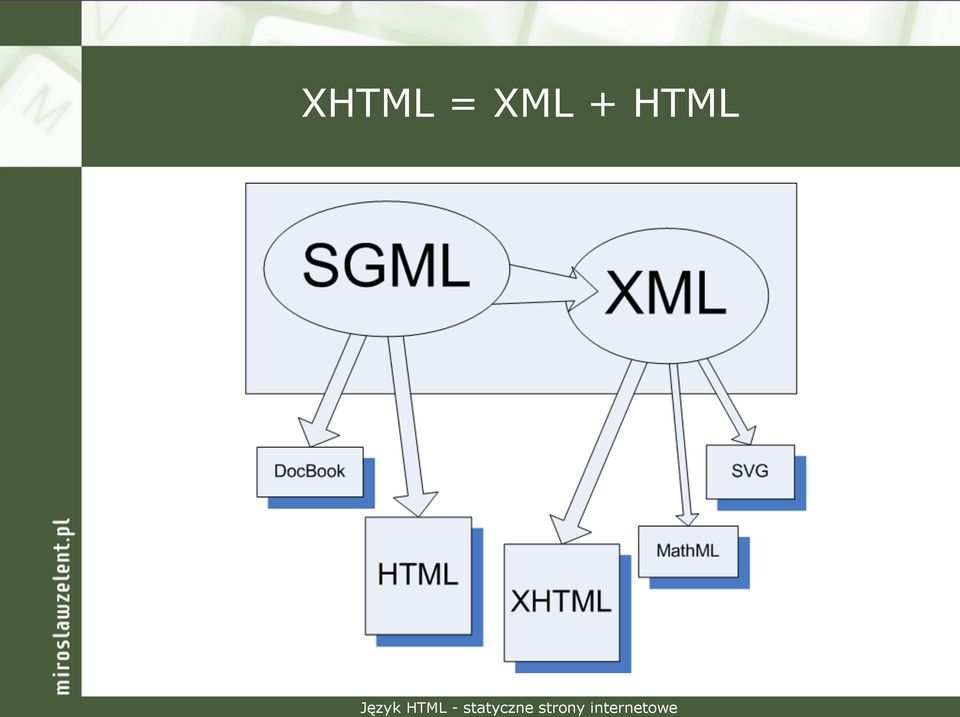 XHTML = XML + HTML
SGML
XML
DocBook
SVG
HTML
MathML
XHTML
miroslawzelent.pl
Język HTML - statyczne strony internetowe